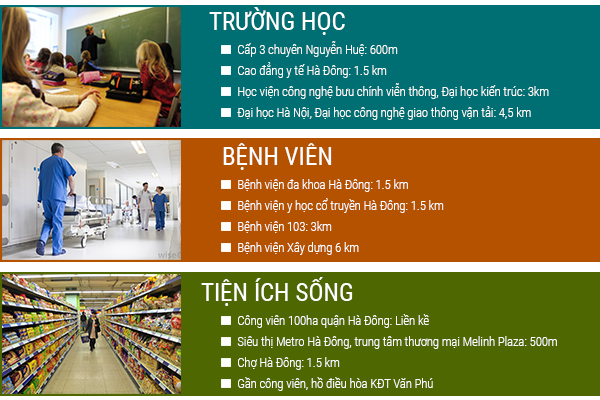 TRƯỜNG HỌC
Cấp 3 chuyên Nguyễn Huệ: 600m
Cao đẳng y tế Hà Đông: 1.5 km
Học viện công nghệ bưu chính viễn thông, Đại học kiến trúc: 3km
Đại học Hà Nội, Đại học công nghệ giao thông vận tải: 4,5 km
BỆNH VIÊN
Bệnh viện đa khoa Hà Đông: 1.5 km
Bệnh viện y học cổ truyền Hà Đông: 1.5 km
Bệnh viện 103: 3km
Bệnh viện Xây dựng 6 km
TIỆN ÍCH SỐNG
Công viên 100ha quận Hà Đông: Liền kề
Siêu thị Metro Hà Đông, trung tâm thương mại Melinh Plaza: 500m
Chợ Hà Đông: 1.5 km
Gần công viên, hồ điều hòa KĐT Văn Phú